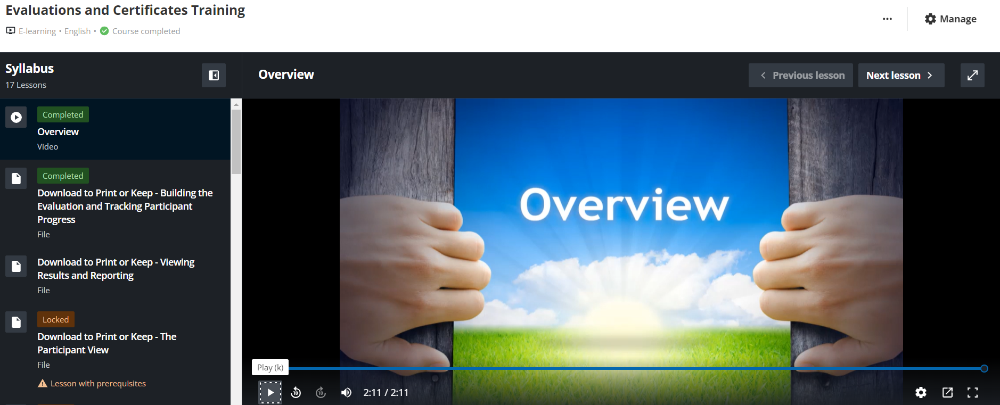 Evaluations and Certificates Training
E-learning • English • Course completed
Manage
Syllabus
17 Lessons
Overview
Previous lesson
Next lesson
Completed
Overview
Video
Completed
Download to Print or Keep - Building the
Evaluation and Tracking Participant
Progress
File
Download to Print or Keep - Viewing
Results and Reporting
File
Locked
Download to Print or Keep - The
Participant View
File
Lesson with prerequisites
Overview
Play (k)
10
10
2:11 / 2:11